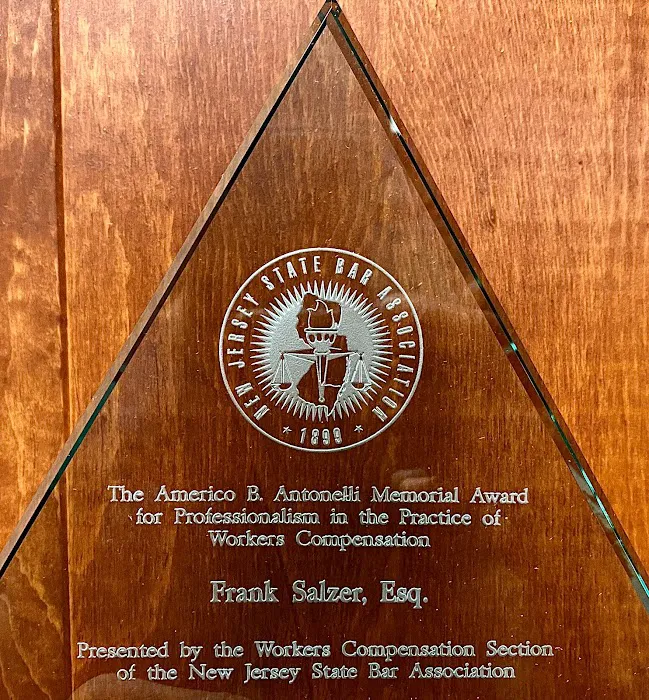 NEW JERSEY STATE BAR ASSOCIATION
1899
The Americo B. Antonelli Memorial Award
for Professionalism in the Practice of
Workers Compensation
Frank Salzer, Esq.
Presented by the Workers Compensation Section
of the New Jersey State Bar Association